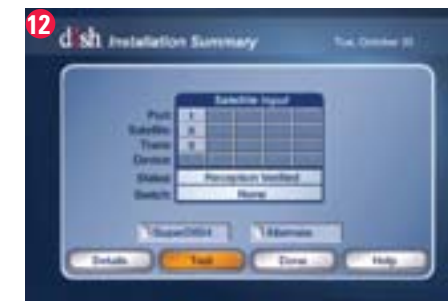 12
dish Installation Summary Tue, October
Satellite Input
Port 1
Satellite
Trans
Device
Status Reception Verified
Switch None
SuperDISH Alternate
Details Test Done Help